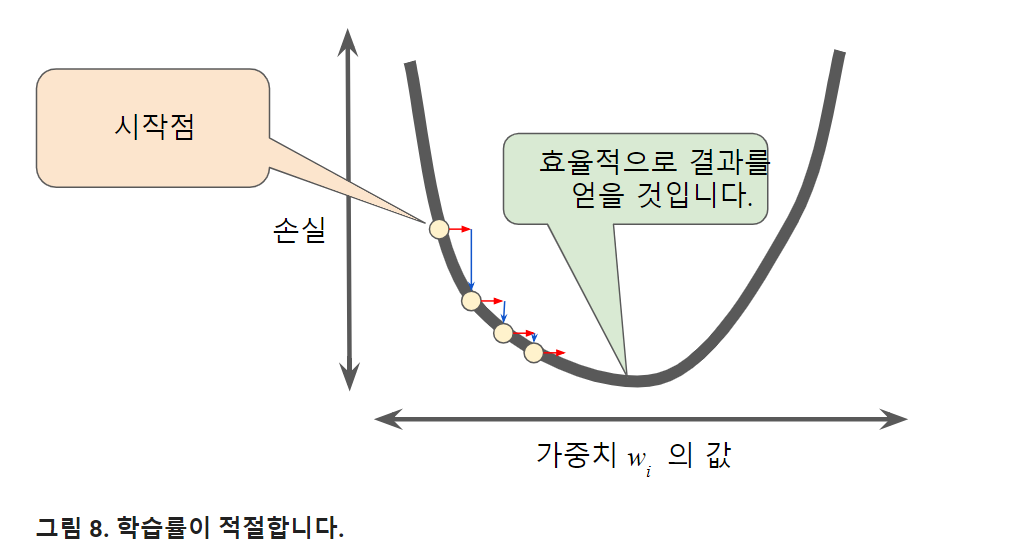 시작점
효율적으로 결과를
얻을 것입니다.
손실
가중치 wᵢ 의 값
그림 8. 학습률이 적절합니다.